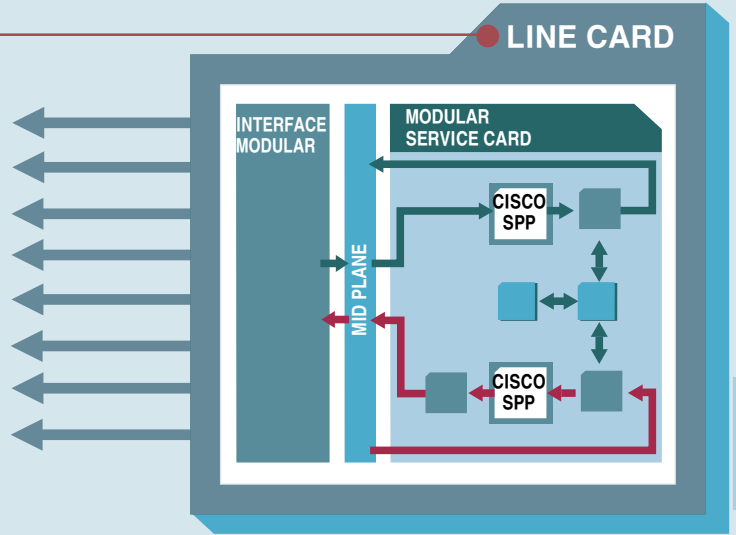 LINE CARD
INTERFACE
MODULAR
MID PLANE
MODULAR
SERVICE CARD
CISCO
SPP
CISCO
SPP